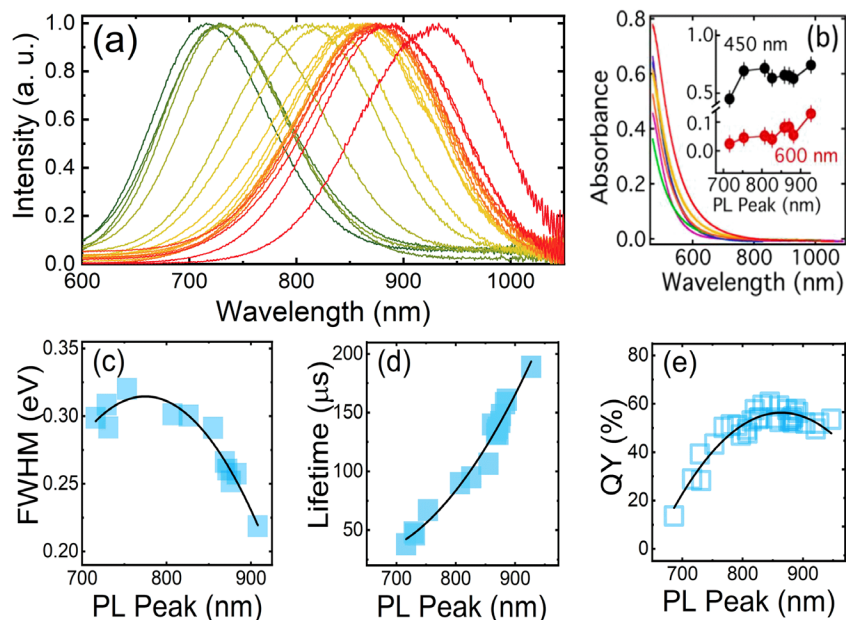 (a)
Intensity (a. u.)
1.0
0.8
0.6
0.4
0.2
0.0
600 700 800 900 1000
Wavelength (nm)
(b)
Absorbance
0.8
0.6
0.4
0.2
0.0
600 800 1000
Wavelength (nm)
450 nm
1.0
0.5
0.1
0.0
600 nm
700 800 900
PL Peak (nm)
(c)
FWHM (eV)
0.35
0.30
0.25
0.20
700 800 900
PL Peak (nm)
(d)
Lifetime (μs)
200
150
100
50
700 800 900
PL Peak (nm)
(e)
QY (%)
80
60
40
20
0
700 800 900
PL Peak (nm)